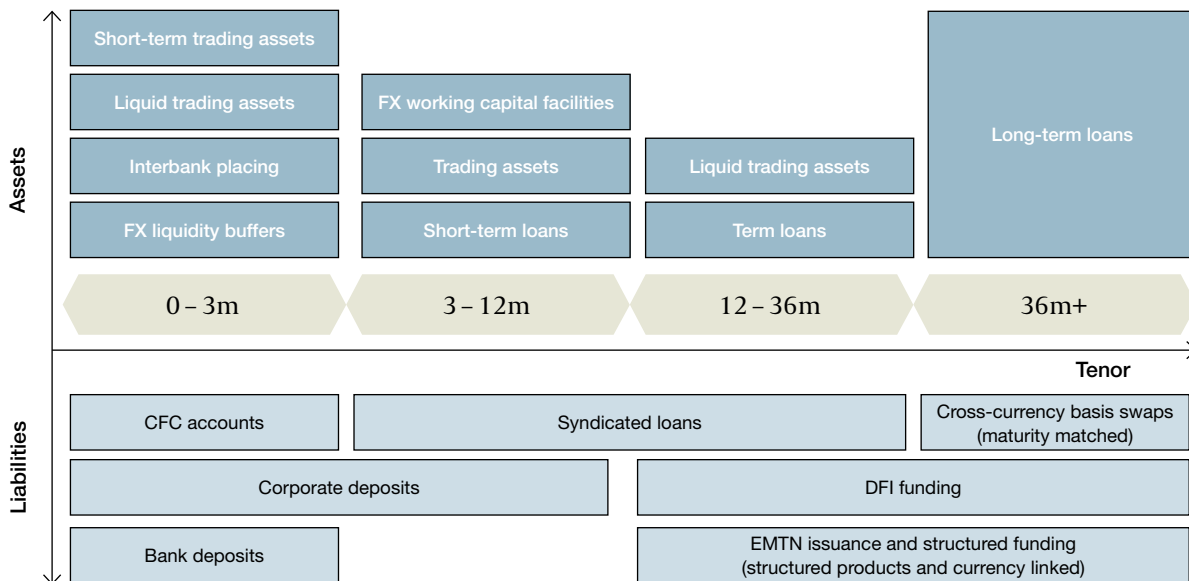 Assets
Short-term trading assets
Liquid trading assets
FX working capital facilities
Interbank placing
Trading assets
Liquid trading assets
Long-term loans
FX liquidity buffers
Short-term loans
Term loans
0 – 3m
3 – 12m
12 – 36m
36m+
Tenor
Liabilities
CFC accounts
Syndicated loans
Cross-currency basis swaps
(maturity matched)
Corporate deposits
DFI funding
Bank deposits
EMTN issuance and structured funding
(structured products and currency linked)